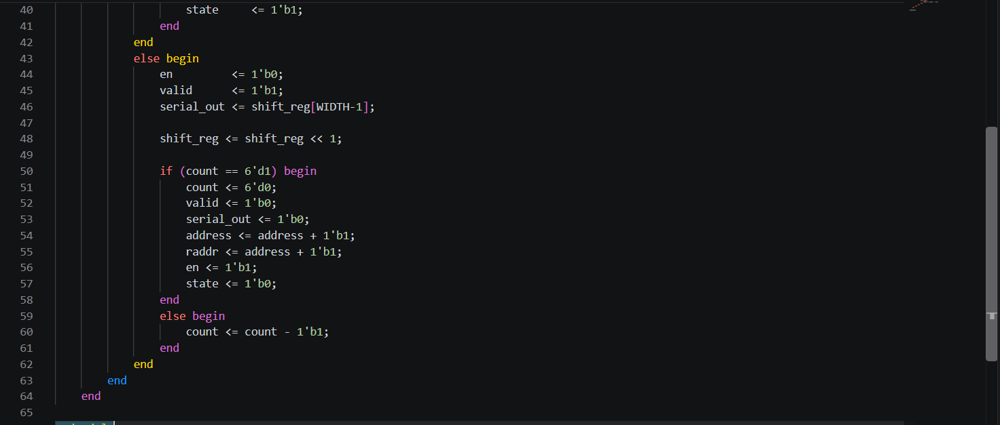 40 state <= 1'b1;
41 end
42 end
43 else begin
44 en <= 1'b0;
45 valid <= 1'b1;
46 serial_out <= shift_reg[WIDTH-1];
47
48 shift_reg <= shift_reg << 1;
49
50 if (count == 6'd1) begin
51 count <= 6'd0;
52 valid <= 1'b0;
53 serial_out <= 1'b0;
54 address <= address + 1'b1;
55 raddr <= address + 1'b1;
56 en <= 1'b1;
57 state <= 1'b0;
58 end
59 else begin
60 count <= count - 1'b1;
61 end
62 end
63 end
64 end
65